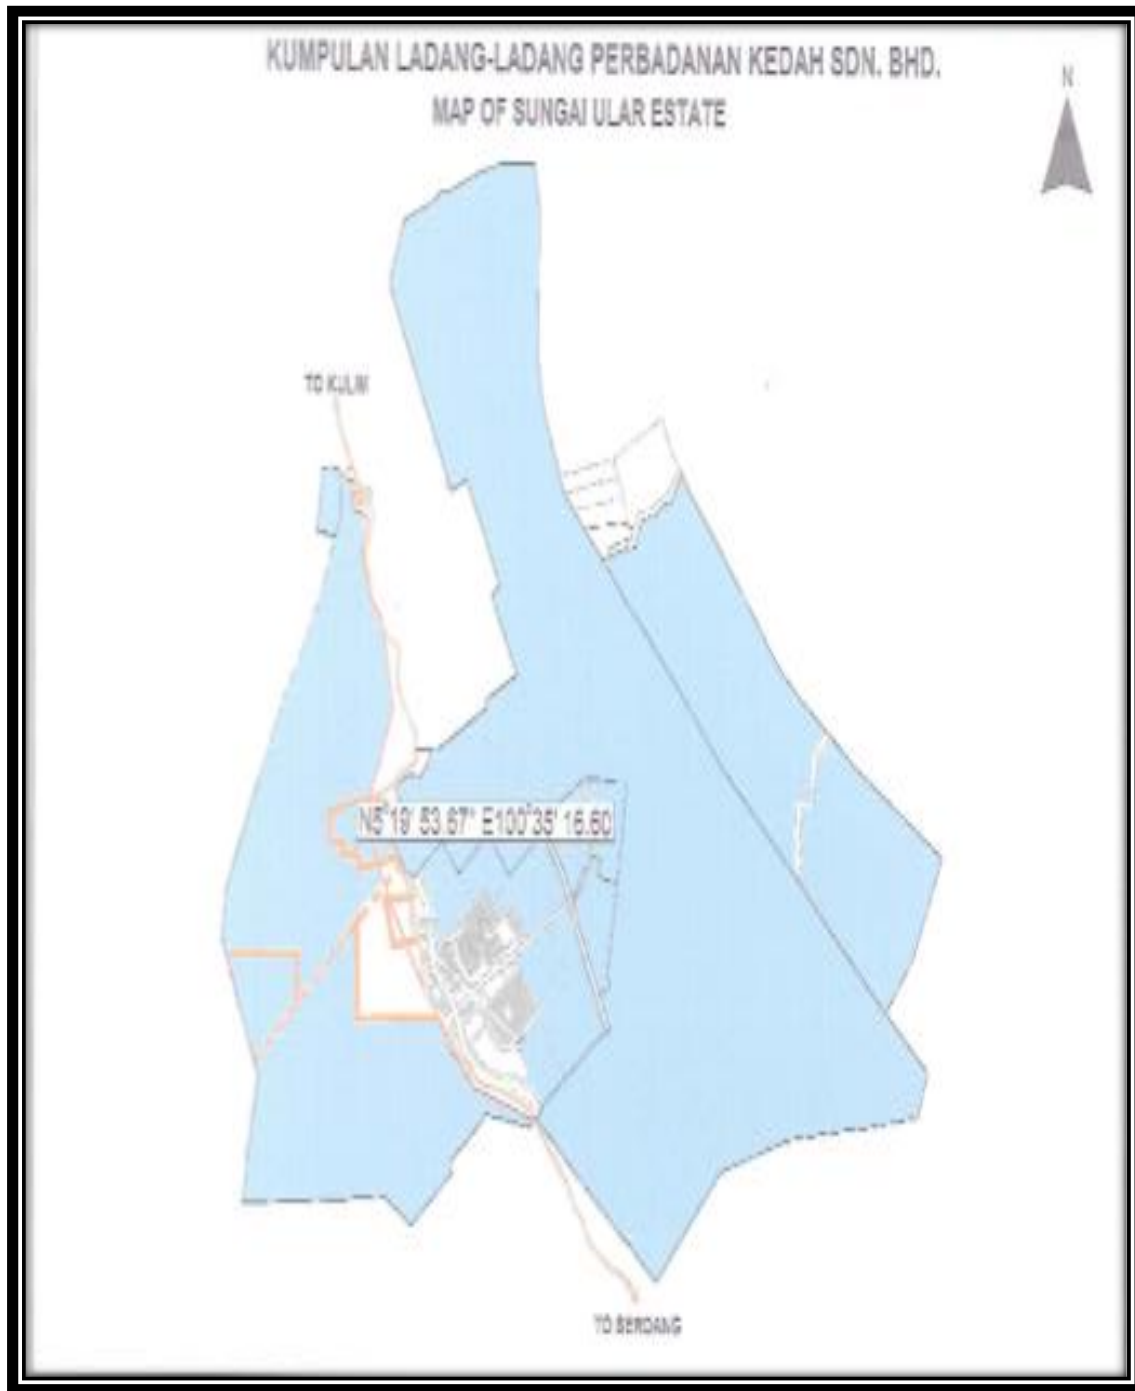 KUMPULAN LADANG-LADANG PERBADANAN KEDAH SDN. BHD.
MAP OF SUNGAI ULAR ESTATE
N
TO KULIM
N5°19' 53.67" E100°35' 16.60
TO SERDANG